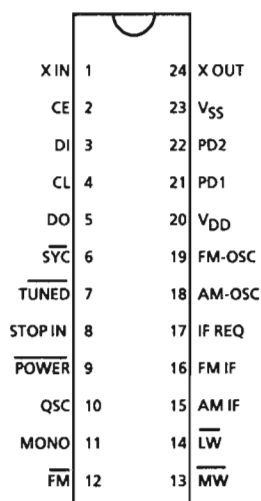 X IN 1 24 X OUT
CE 2 23 VSS
DI 3 22 PD2
CL 4 21 PD1
DO 5 20 VDD
SYC 6 19 FM-OSC
TUNED 7 18 AM-OSC
STOP IN 8 17 IF REQ
POWER 9 16 FM IF
QSC 10 15 AM IF
MONO 11 14 LW
FM 12 13 MW